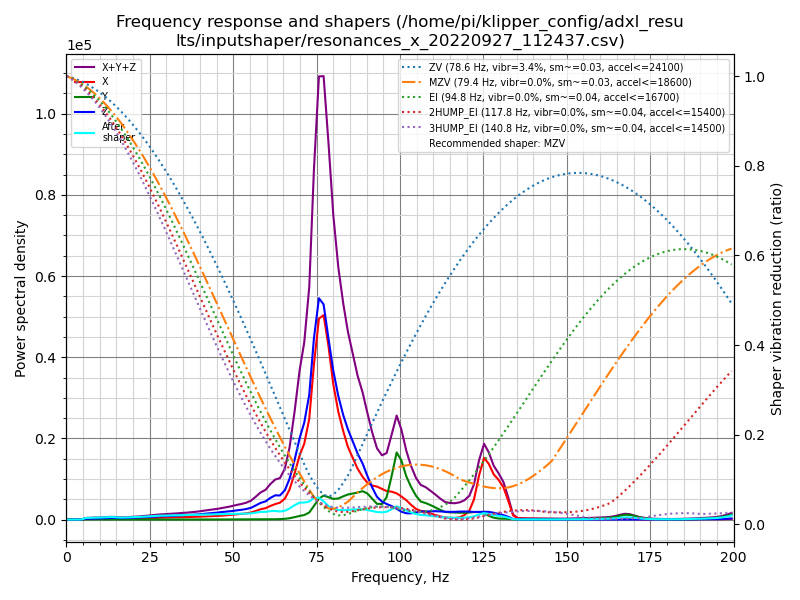 Frequency response and shapers (/home/pi/klipper_config/adxl_resu
lts/inputshaper/resonances_x_20220927_112437.csv)
1e5
X+Y+Z
X
Y
Z
After
shaper
ZV (78.6 Hz, vibr=3.4%, sm~=0.03, accel<=24100)
MZV (79.4 Hz, vibr=0.0%, sm~=0.03, accel<=18600)
EI (94.8 Hz, vibr=0.0%, sm~=0.04, accel<=16700)
2HUMP_EI (117.8 Hz, vibr=0.0%, sm~=0.04, accel<=15400)
3HUMP_EI (140.8 Hz, vibr=0.0%, sm~=0.04, accel<=14500)
Recommended shaper: MZV
Power spectral density
1.0
0.8
0.6
0.4
0.2
0.0
1.0
0.8
0.6
0.4
0.2
0.0
Shaper vibration reduction (ratio)
0 25 50 75 100 125 150 175 200
Frequency, Hz